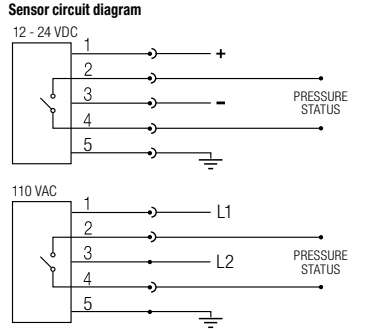 Sensor circuit diagram
12 - 24 VDC
1
+
2
3
-
PRESSURE
STATUS
4
5
110 VAC
1
L1
2
3
L2
PRESSURE
STATUS
4
5